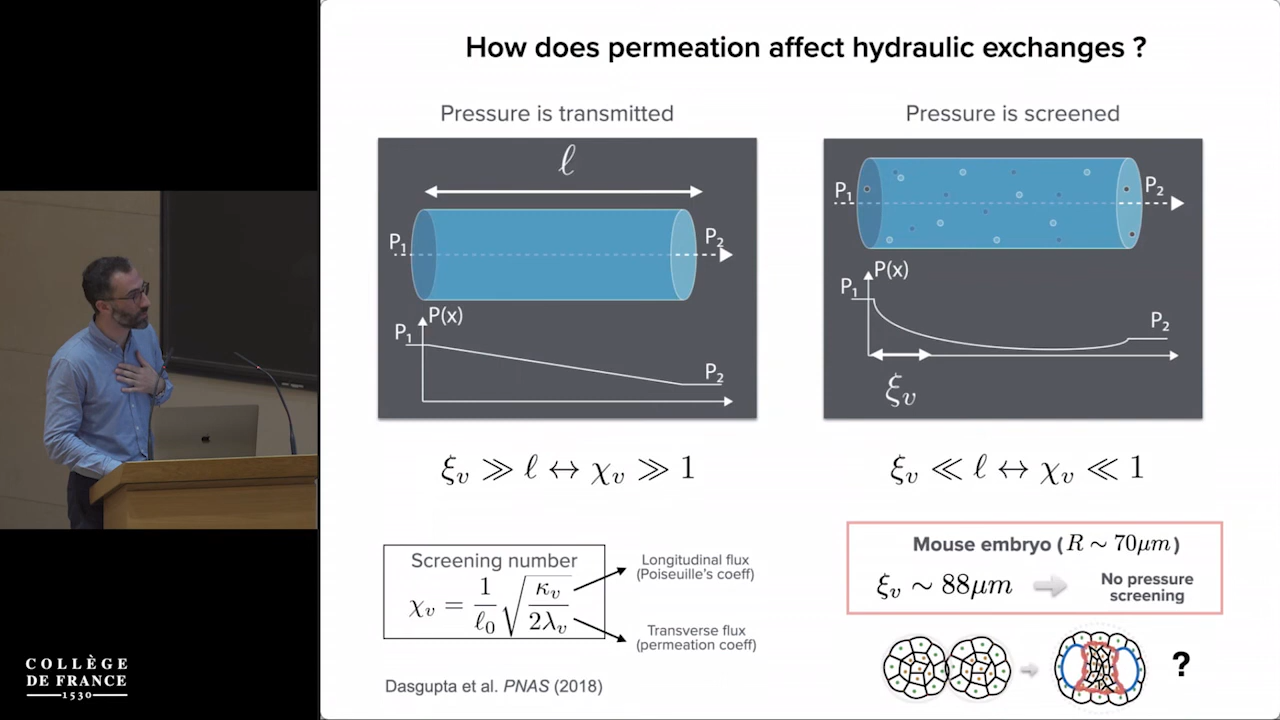 How does permeation affect hydraulic exchanges ?
Pressure is transmitted
Pressure is screened
ℓ
P₁
P₂
P(x)
P₁
P₂
P₁
P₂
P(x)
P₁
P₂
ξᵥ
ξᵥ ≫ ℓ ↔ χᵥ ≫ 1
ξᵥ ≪ ℓ ↔ χᵥ ≪ 1
Screening number
χᵥ = 1/ℓ₀ √(κᵥ/2λᵥ)
Longitudinal flux
(Poiseuille's coeff)
Transverse flux
(permeation coeff)
Mouse embryo ( R ∼ 70µm )
ξᵥ ∼ 88µm
No pressure
screening
?
Dasgupta et al. PNAS (2018)
COLLÈGE
DE FRANCE
1530